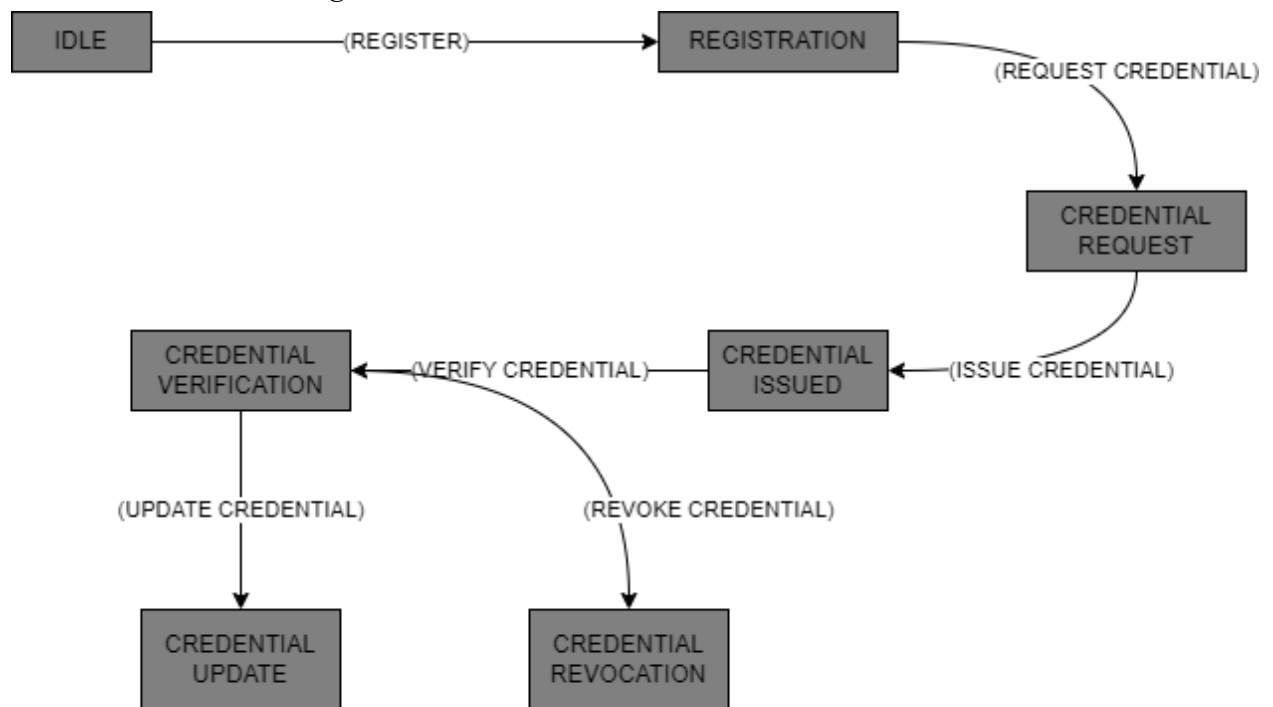 IDLE
(REGISTER)
REGISTRATION
(REQUEST CREDENTIAL)
CREDENTIAL
REQUEST
CREDENTIAL
VERIFICATION
(VERIFY CREDENTIAL)
CREDENTIAL
ISSUED
(ISSUE CREDENTIAL)
(UPDATE CREDENTIAL)
(REVOKE CREDENTIAL)
CREDENTIAL
UPDATE
CREDENTIAL
REVOCATION